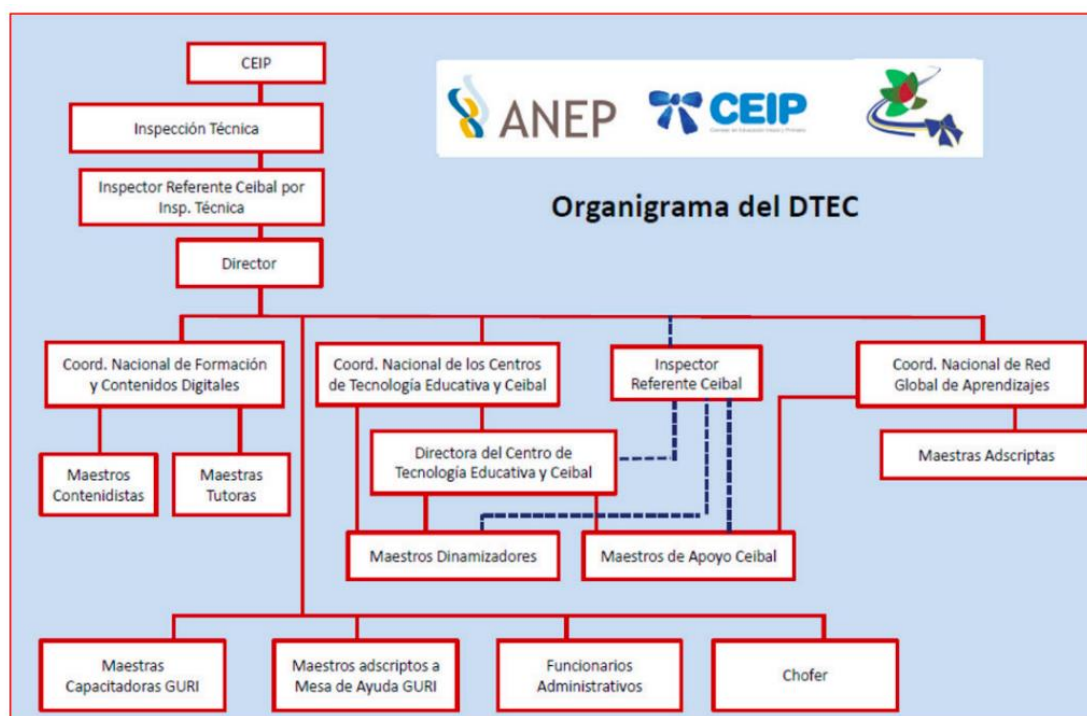 CEIP
ANEP
CEIP
Inspección Técnica
Inspector Referente Ceibal por
Insp. Técnica
Organigrama del DTEC
Director
Coord. Nacional de Formación
y Contenidos Digitales
Coord. Nacional de los Centros
de Tecnología Educativa y Ceibal
Inspector
Referente Ceibal
Coord. Nacional de Red
Global de Aprendizajes
Maestros
Contenidistas
Maestras
Tutoras
Directora del Centro de
Tecnología Educativa y Ceibal
Maestras Adscriptas
Maestros Dinamizadores
Maestros de Apoyo Ceibal
Maestras
Capacitadoras GURI
Maestros adscriptos a
Mesa de Ayuda GURI
Funcionarios
Administrativos
Chofer